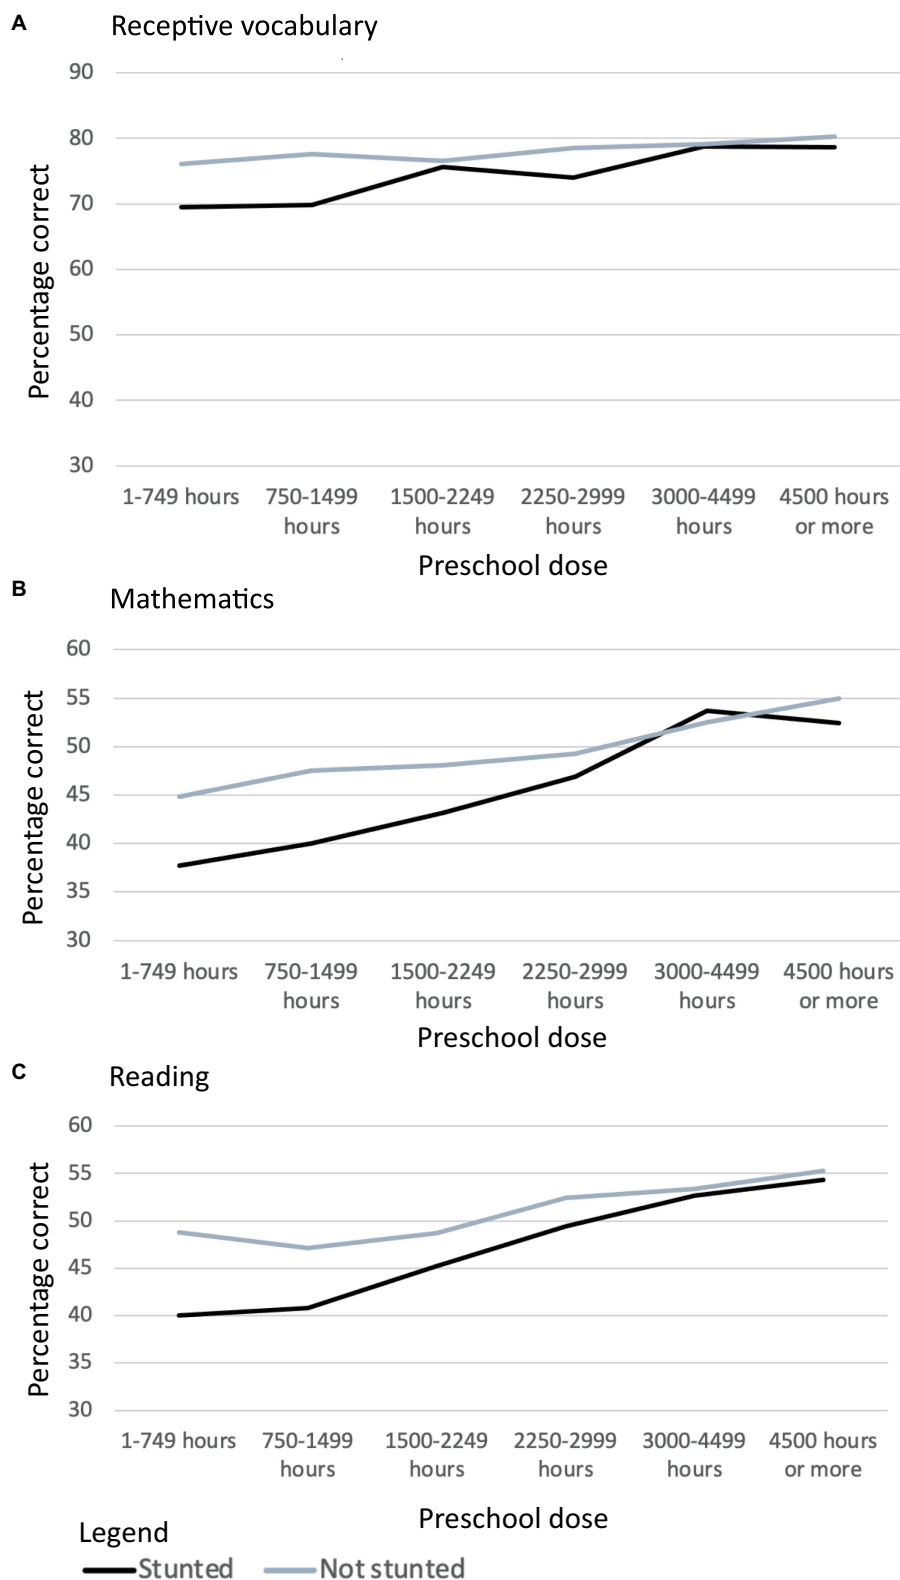 A
Receptive vocabulary
Percentage correct
90
80
70
60
50
40
30
1-749 hours 750-1499 1500-2249 2250-2999 3000-4499 4500 hours
hours hours hours hours or more
Preschool dose
B
Mathematics
Percentage correct
60
55
50
45
40
35
30
1-749 hours 750-1499 1500-2249 2250-2999 3000-4499 4500 hours
hours hours hours hours or more
Preschool dose
C
Reading
Percentage correct
60
55
50
45
40
35
30
1-749 hours 750-1499 1500-2249 2250-2999 3000-4499 4500 hours
hours hours hours hours or more
Preschool dose
Legend
Stunted Not stunted